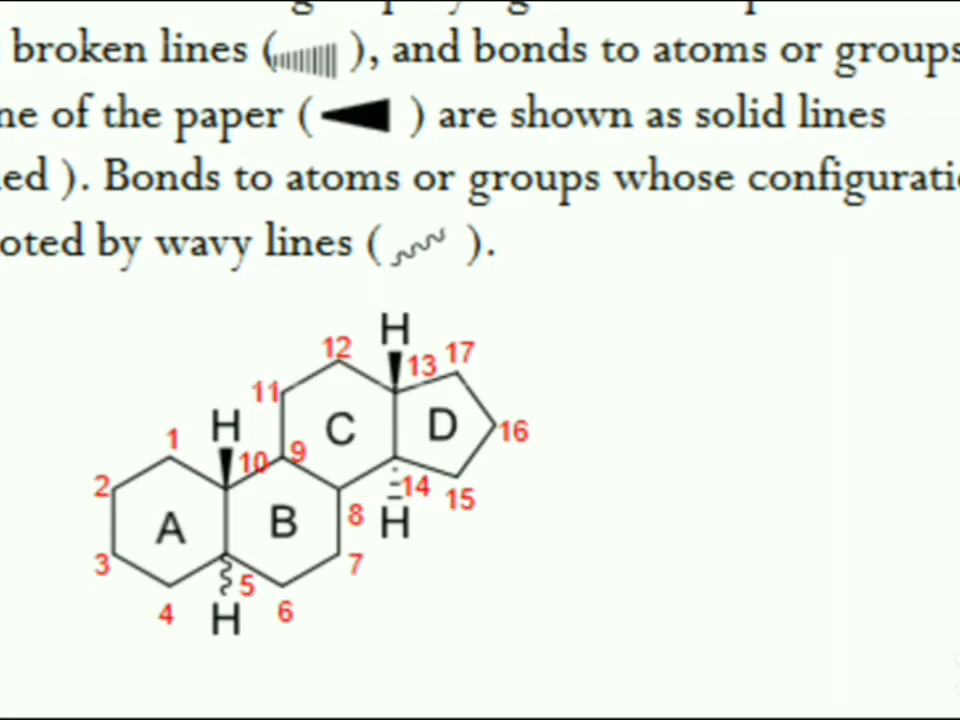 broken lines ( ), and bonds to atoms or groups
ne of the paper ( ) are shown as solid lines
ed ). Bonds to atoms or groups whose configurati
oted by wavy lines ( ).
H
12
13
17
11
C
D
16
H
1
10
9
2
14
15
A
B
8
H
3
5
7
4
H
6